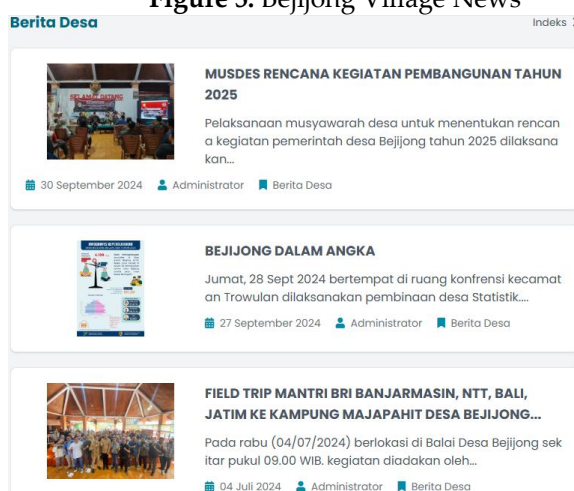 Figure 5. Bejijong Village News
Berita Desa
Indeks
MUSDES RENCANA KEGIATAN PEMBANGUNAN TAHUN
2025
Pelaksanaan musyawarah desa untuk menentukan rencan
a kegiatan pemerintah desa Bejijong tahun 2025 dilaksana
kan...
30 September 2024 Administrator Berita Desa
SELAMAT DATANG
BEJIJONG DALAM ANGKA
Jumat, 28 Sept 2024 bertempat di ruang konfrensi kecamat
an Trowulan dilaksanakan pembinaan desa Statistik....
27 September 2024 Administrator Berita Desa
FIELD TRIP MANTRI BRI BANJARMASIN, NTT, BALI,
JATIM KE KAMPUNG MAJAPAHIT DESA BEJIJONG...
Pada rabu (04/07/2024) berlokasi di Balai Desa Bejijong sek
itar pukul 09.00 WIB. kegiatan diadakan oleh...
04 Juli 2024 Administrator Berita Desa